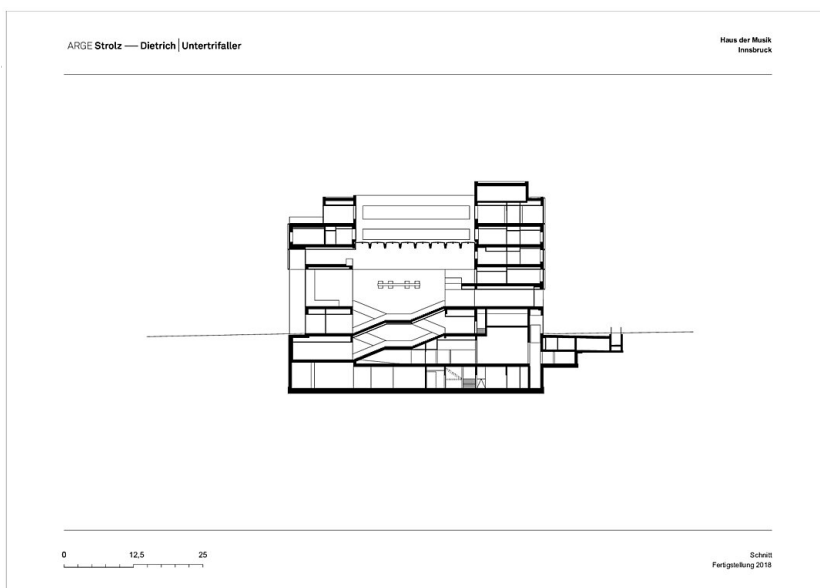 ARGE Strolz — Dietrich | Untertrifaller
Haus der Musik
Innsbruck
0 12,5 25
Schnitt
Fertigstellung 2018